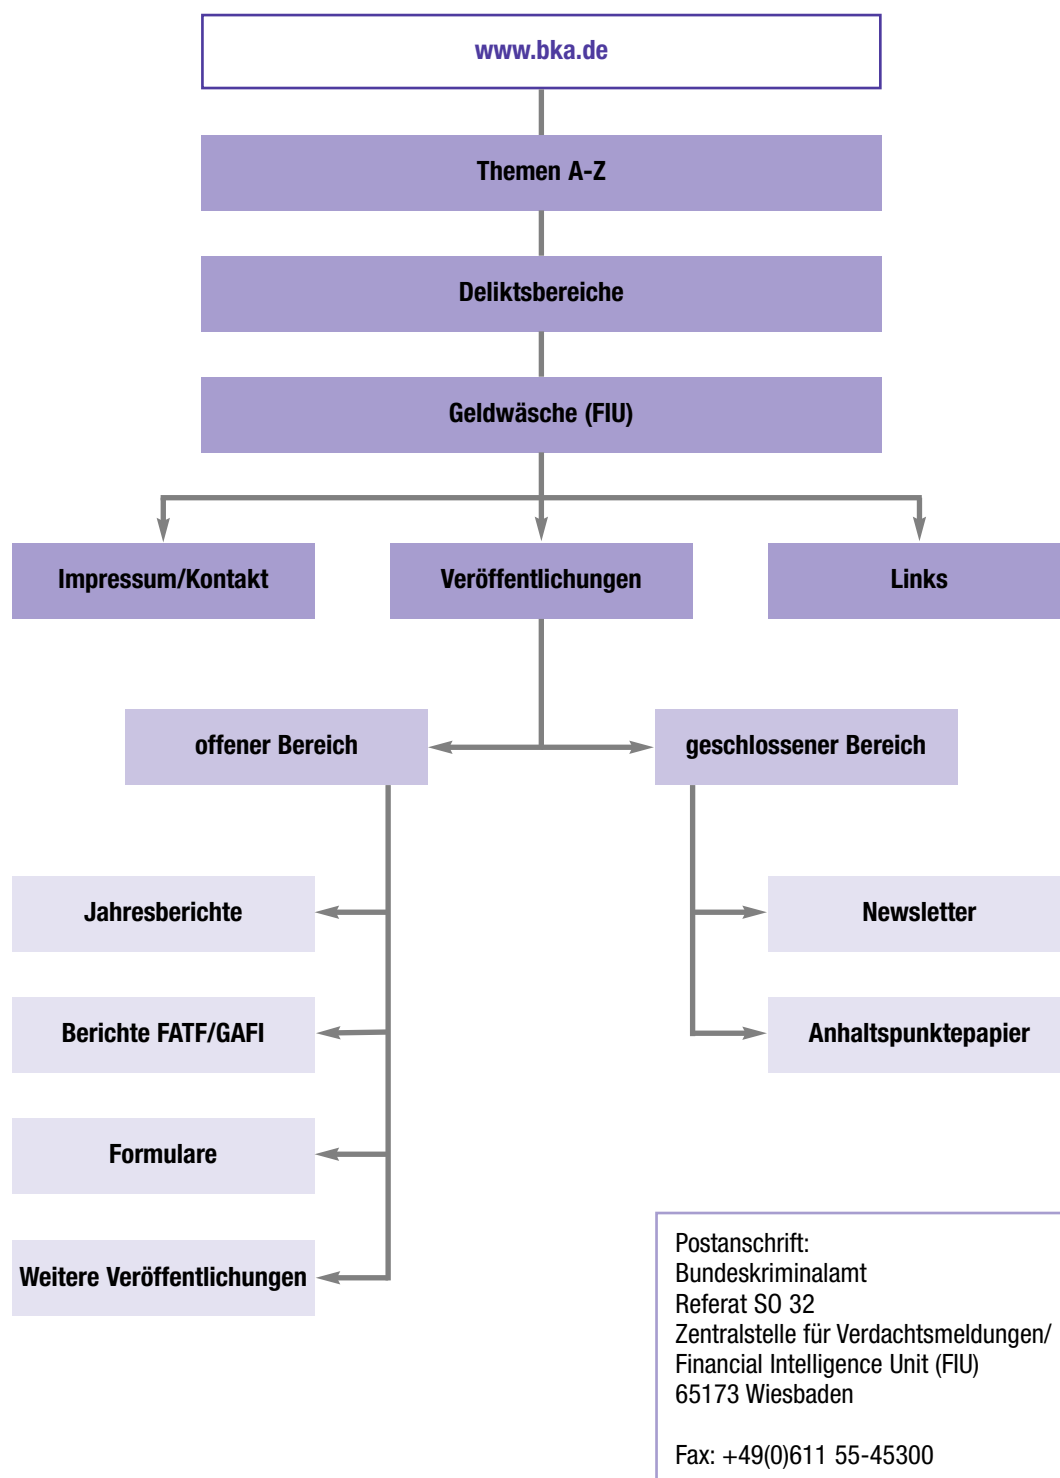 www.bka.de
Themen A-Z
Deliktsbereiche
Geldwäsche (FIU)
Impressum/Kontakt
Veröffentlichungen
Links
offener Bereich
geschlossener Bereich
Jahresberichte
Newsletter
Berichte FATF/GAFI
Anhaltspunktepapier
Formulare
Weitere Veröffentlichungen
Postanschrift:
Bundeskriminalamt
Referat SO 32
Zentralstelle für Verdachtsmeldungen/
Financial Intelligence Unit (FIU)
65173 Wiesbaden
Fax: +49(0)611 55-45300